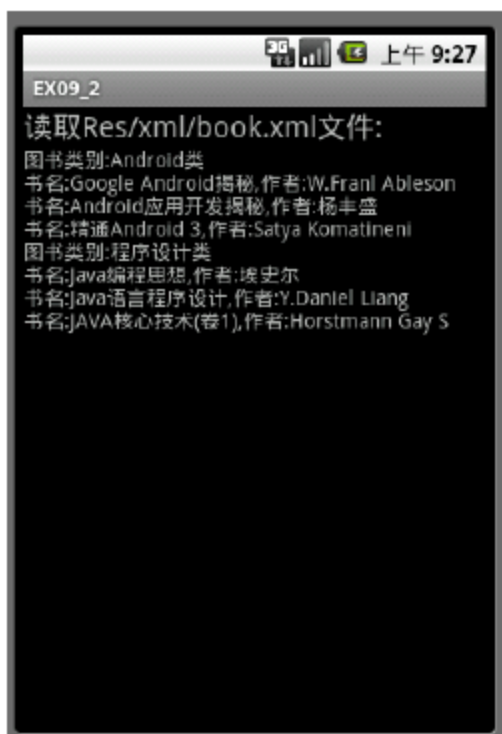 3G 上午 9:27
EX09_2
读取Res/xml/book.xml文件:
图书类别:Android类
书名:Google Android揭秘,作者:W.Franl Ableson
书名:Android应用开发揭秘,作者:杨丰盛
书名:精通Android 3,作者:Satya Komatineni
图书类别:程序设计类
书名:Java编程思想,作者:埃史尔
书名:Java语言程序设计,作者:Y.Daniel Liang
书名:JAVA核心技术(卷1),作者:Horstmann Gay S